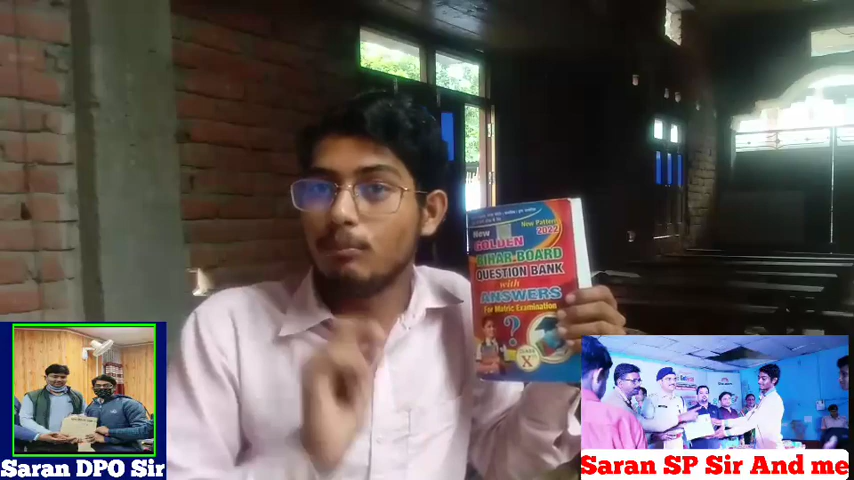 New Pattern
2022
New
GOLDEN
BIHAR BOARD
QUESTION BANK
with
ANSWERS
For Matric Examination
?
CLASS
X
Saran DPO Sir
Saran SP Sir And me